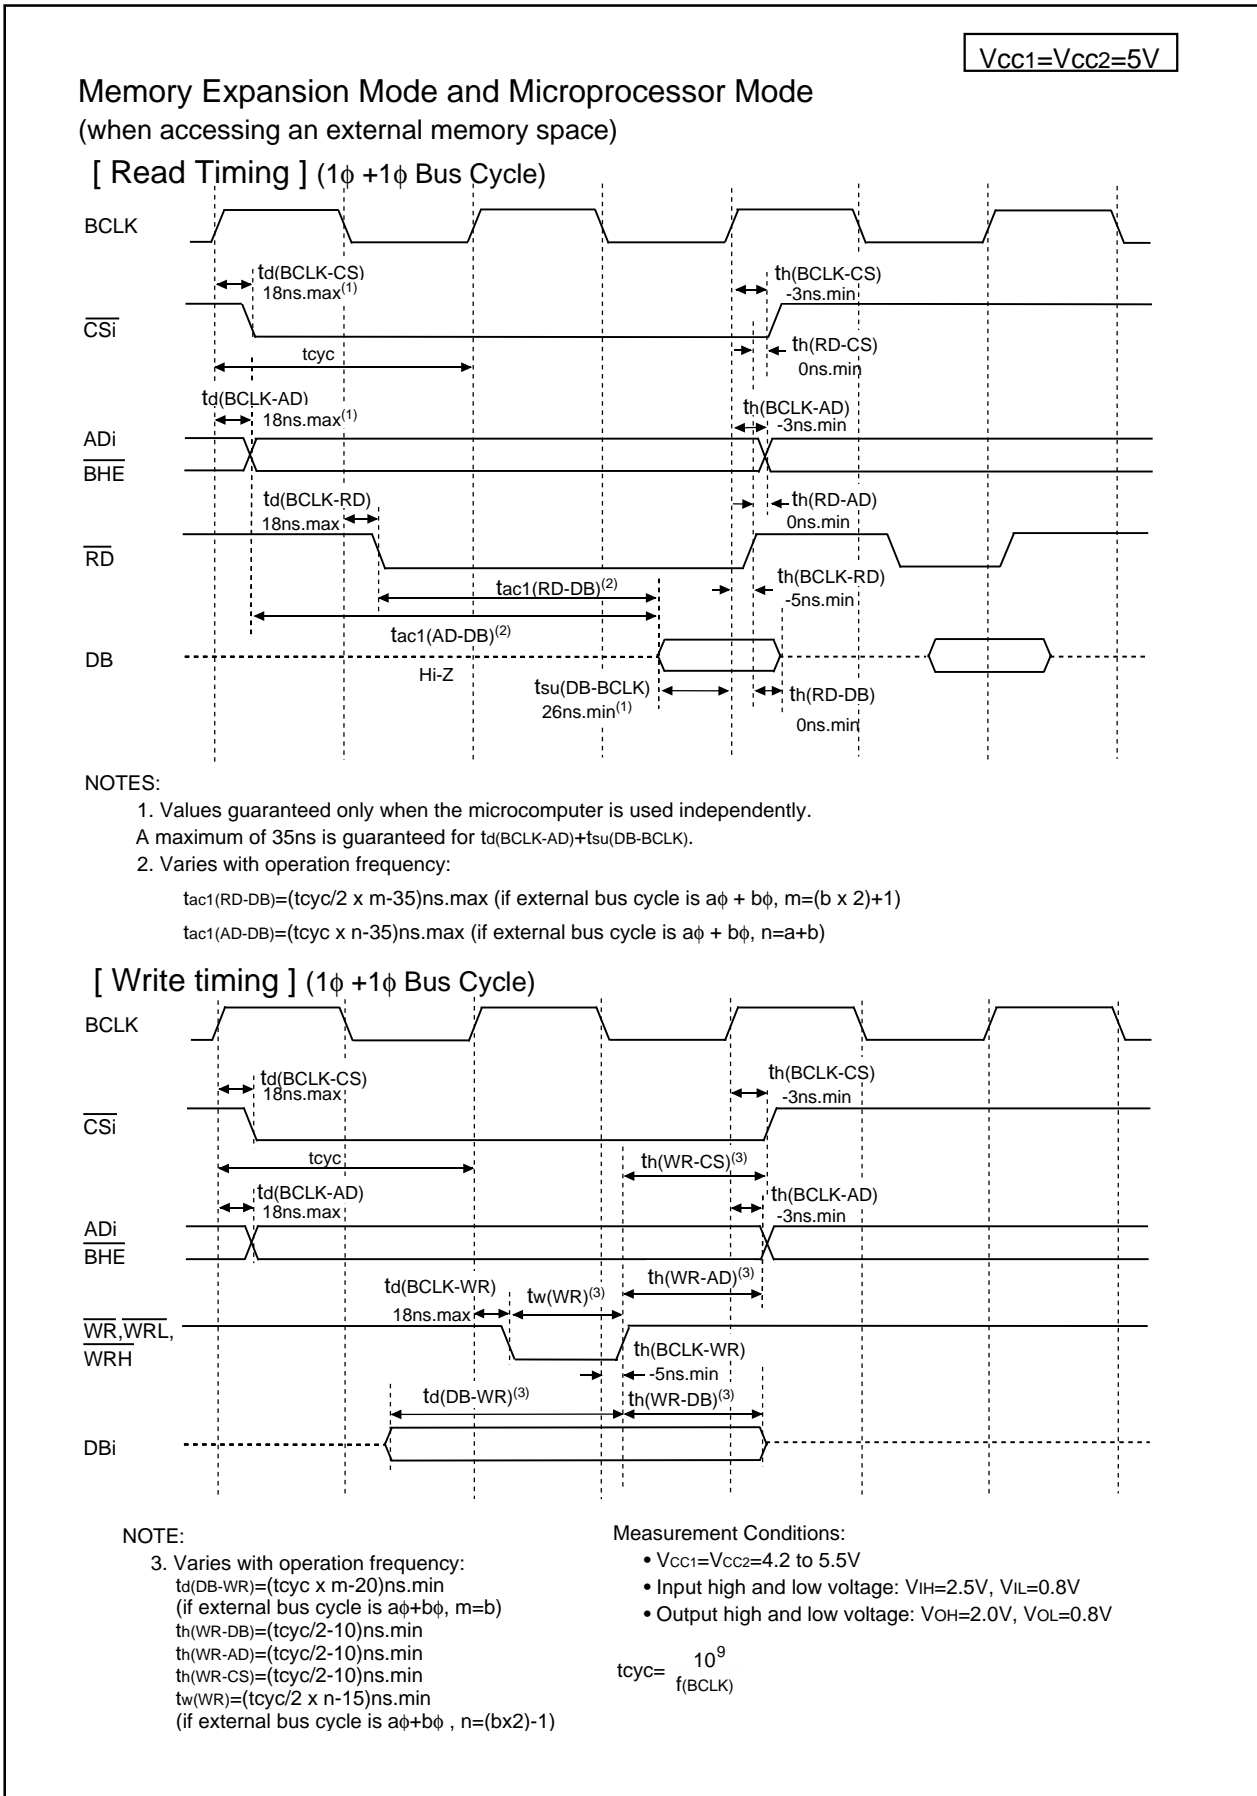 Vcc1=Vcc2=5V
Memory Expansion Mode and Microprocessor Mode
(when accessing an external memory space)
[ Read Timing ] (1ϕ +1ϕ Bus Cycle)
BCLK
td(BCLK-CS)
18ns.max(1)
th(BCLK-CS)
-3ns.min
CSi
th(RD-CS)
0ns.min
tcyc
td(BCLK-AD)
18ns.max(1)
th(BCLK-AD)
-3ns.min
ADi
BHE
td(BCLK-RD)
18ns.max
th(RD-AD)
0ns.min
RD
tac1(RD-DB)(2)
th(BCLK-RD)
-5ns.min
tac1(AD-DB)(2)
DB
Hi-Z
tsu(DB-BCLK)
26ns.min(1)
th(RD-DB)
0ns.min
NOTES:
1. Values guaranteed only when the microcomputer is used independently.
A maximum of 35ns is guaranteed for td(BCLK-AD)+tsu(DB-BCLK).
2. Varies with operation frequency:
tac1(RD-DB)=(tcyc/2 x m-35)ns.max (if external bus cycle is aϕ + bϕ, m=(b x 2)+1)
tac1(AD-DB)=(tcyc x n-35)ns.max (if external bus cycle is aϕ + bϕ, n=a+b)
[ Write timing ] (1ϕ +1ϕ Bus Cycle)
BCLK
td(BCLK-CS)
18ns.max
th(BCLK-CS)
-3ns.min
CSi
tcyc
th(WR-CS)(3)
td(BCLK-AD)
18ns.max
th(BCLK-AD)
-3ns.min
ADi
BHE
td(BCLK-WR)
18ns.max
tw(WR)(3)
th(WR-AD)(3)
WR,WRL,
WRH
th(BCLK-WR)
-5ns.min
td(DB-WR)(3)
th(WR-DB)(3)
DBi
NOTE:
3. Varies with operation frequency:
td(DB-WR)=(tcyc x m-20)ns.min
(if external bus cycle is aϕ+bϕ, m=b)
th(WR-DB)=(tcyc/2-10)ns.min
th(WR-AD)=(tcyc/2-10)ns.min
th(WR-CS)=(tcyc/2-10)ns.min
tw(WR)=(tcyc/2 x n-15)ns.min
(if external bus cycle is aϕ+bϕ , n=(bx2)-1)
Measurement Conditions:
• VCC1=VCC2=4.2 to 5.5V
• Input high and low voltage: VIH=2.5V, VIL=0.8V
• Output high and low voltage: VOH=2.0V, VOL=0.8V
tcyc= 10^9 / f(BCLK)